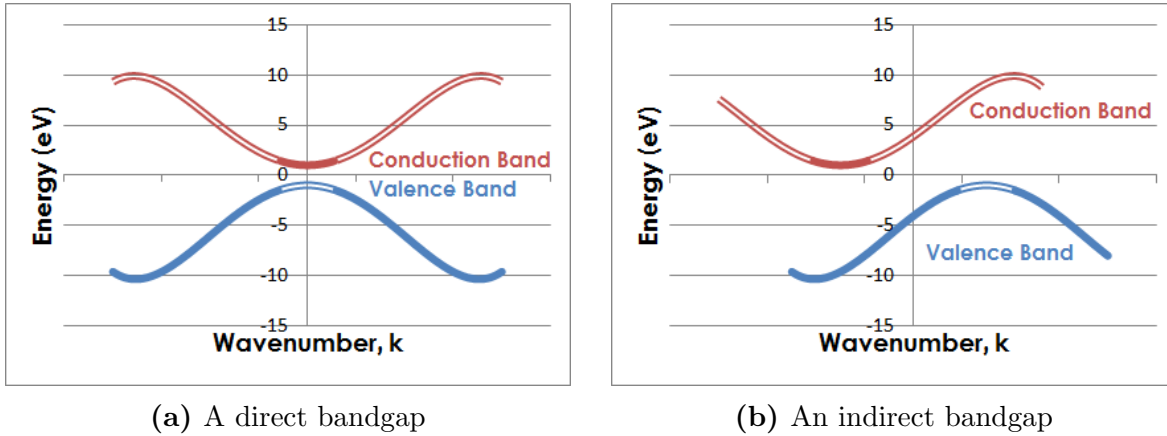 15
10
5
0
-5
-10
-15
Energy (eV)
Conduction Band
Valence Band
Wavenumber, k
(a) A direct bandgap
15
10
5
0
-5
-10
-15
Energy (eV)
Conduction Band
Valence Band
Wavenumber, k
(b) An indirect bandgap